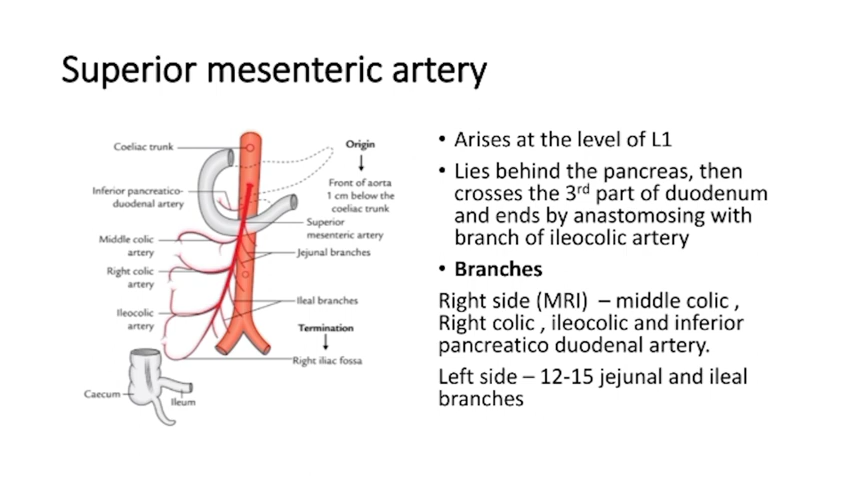 Superior mesenteric artery
Coeliac trunk
Inferior pancreatico-
duodenal artery
Middle colic
artery
Right colic
artery
Ileocolic
artery
Caecum
Ileum
Origin
Front of aorta
1 cm below the
coeliac trunk
Superior
mesenteric artery
Jejunal branches
Ileal branches
Termination
Right iliac fossa
• Arises at the level of L1
• Lies behind the pancreas, then
crosses the 3rd part of duodenum
and ends by anastomosing with
branch of ileocolic artery
• Branches
Right side (MRI) – middle colic ,
Right colic , ileocolic and inferior
pancreatico duodenal artery.
Left side – 12-15 jejunal and ileal
branches